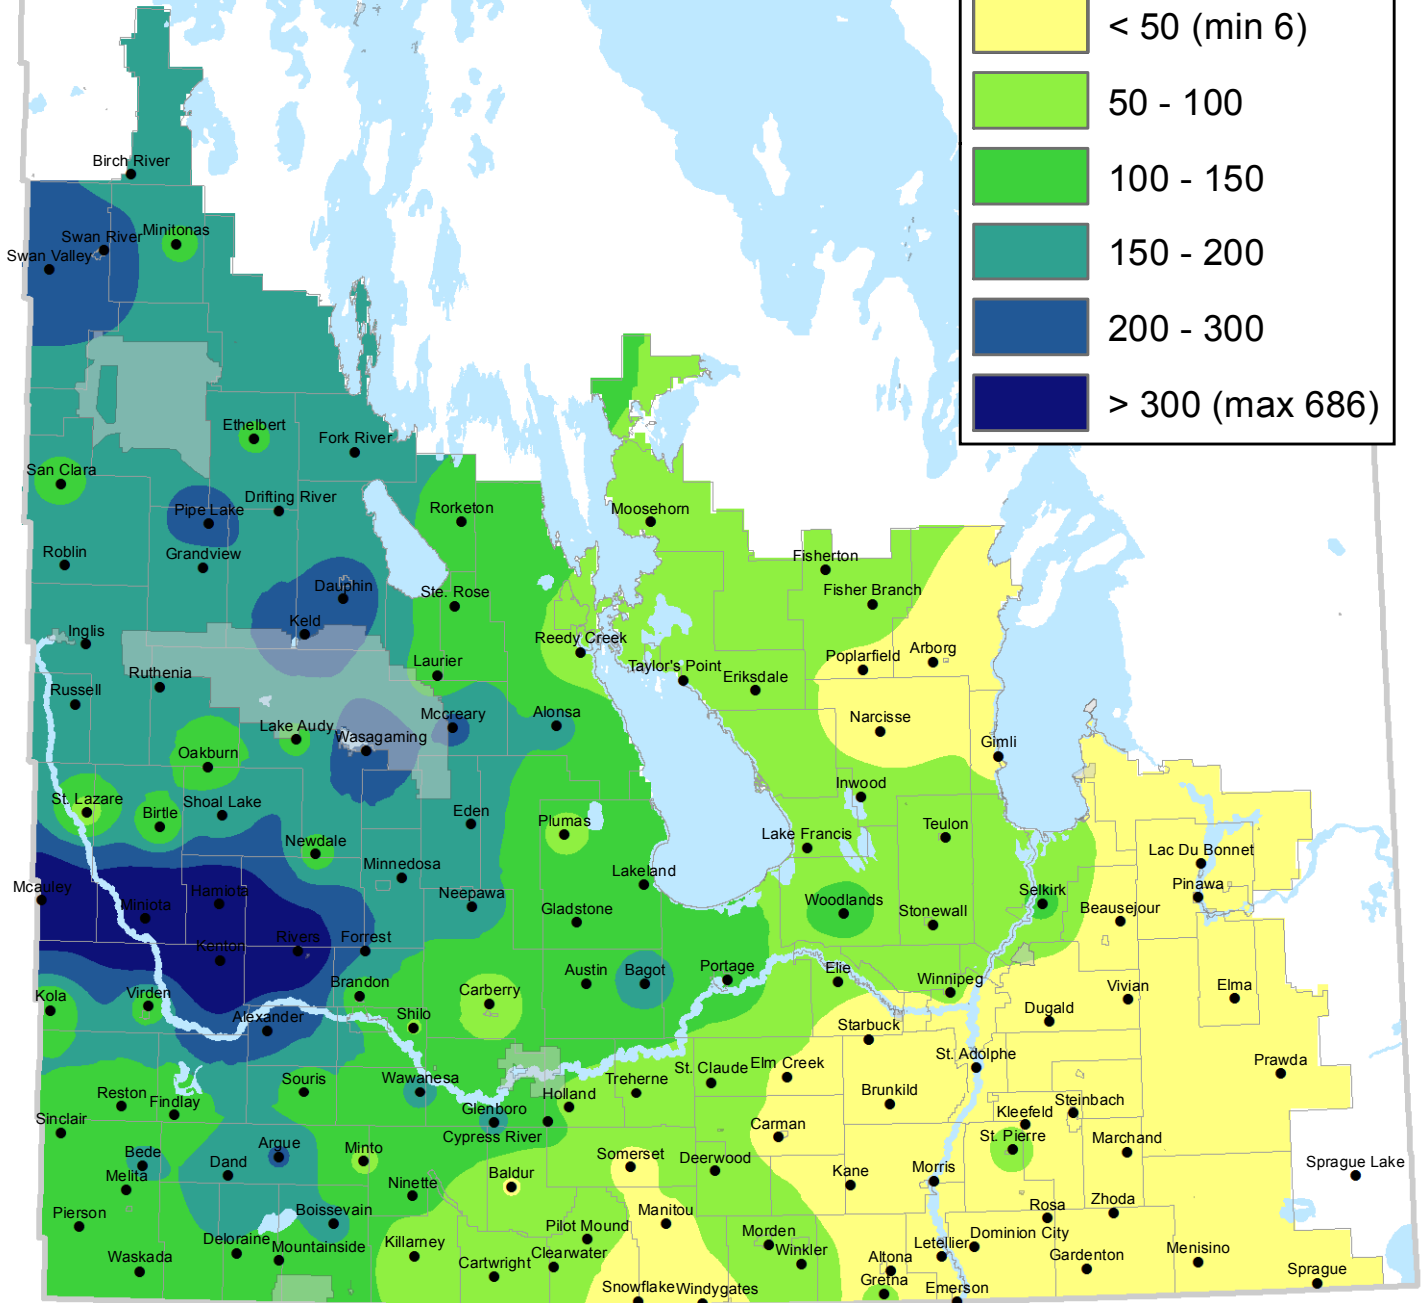 < 50 (min 6)
50 - 100
100 - 150
150 - 200
200 - 300
> 300 (max 686)
Birch River
Swan River
Minitonas
Swan Valley
Ethelbert
Fork River
San Clara
Drifting River
Pipe Lake
Rorketon
Moosehorn
Roblin
Grandview
Fisherton
Dauphin
Ste. Rose
Fisher Branch
Keld
Inglis
Reedy Creek
Arborg
Poplarfield
Laurier
Taylor's Point
Eriksdale
Ruthenia
Russell
Mccreary
Alonsa
Narcisse
Lake Audy
Wasagaming
Gimli
Oakburn
Inwood
St. Lazare
Birtle
Shoal Lake
Eden
Plumas
Teulon
Lake Francis
Newdale
Lac Du Bonnet
Minnedosa
Lakeland
Pinawa
Mcauley
Hamiota
Neepawa
Selkirk
Miniota
Gladstone
Woodlands
Stonewall
Beausejour
Kenton
Rivers
Forrest
Austin
Bagot
Portage
Elie
Winnipeg
Brandon
Carberry
Vivian
Elma
Kola
Virden
Shilo
Dugald
Alexander
Starbuck
St. Adolphe
Prawda
St. Claude
Elm Creek
Souris
Wawanesa
Treherne
Brunkild
Reston
Findlay
Holland
Steinbach
Glenboro
Kleefeld
Sinclair
Cypress River
Carman
St. Pierre
Marchand
Argue
Minto
Bede
Dand
Somerset
Deerwood
Sprague Lake
Melita
Baldur
Kane
Morris
Ninette
Zhoda
Rosa
Pierson
Boissevain
Manitou
Pilot Mound
Morden
Dominion City
Deloraine
Mountainside
Killarney
Clearwater
Winkler
Letellier
Menisino
Waskada
Cartwright
Altona
Gardenton
Gretna
Sprague
Snowflake
Windygates
Emerson